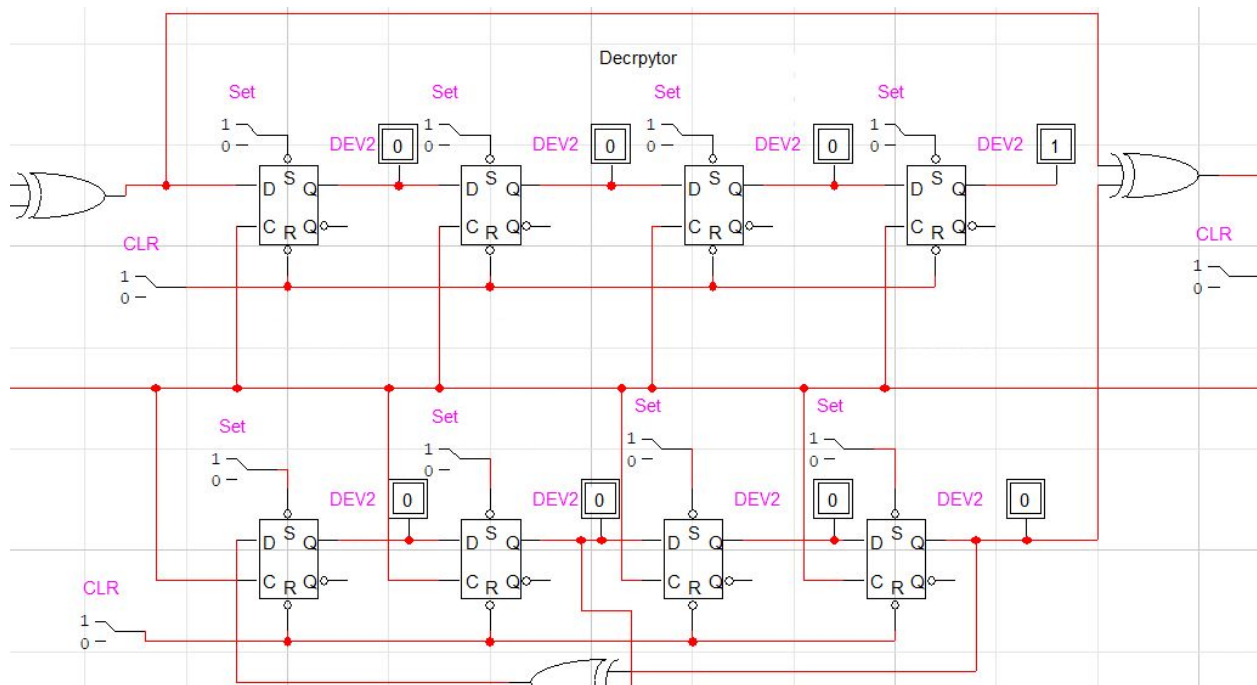 Decrpytor
Set Set Set Set
1 1 1 1
0 0 0 0
DEV2 0 DEV2 0 DEV2 0 DEV2 1
D S Q D S Q D S Q D S Q
C R Q C R Q C R Q C R Q
CLR CLR
1 1
0 0
Set Set Set Set
1 1 1 1
0 0 0 0
DEV2 0 DEV2 0 DEV2 0 DEV2 0
D S Q D S Q D S Q D S Q
C R Q C R Q C R Q C R Q
CLR
1
0